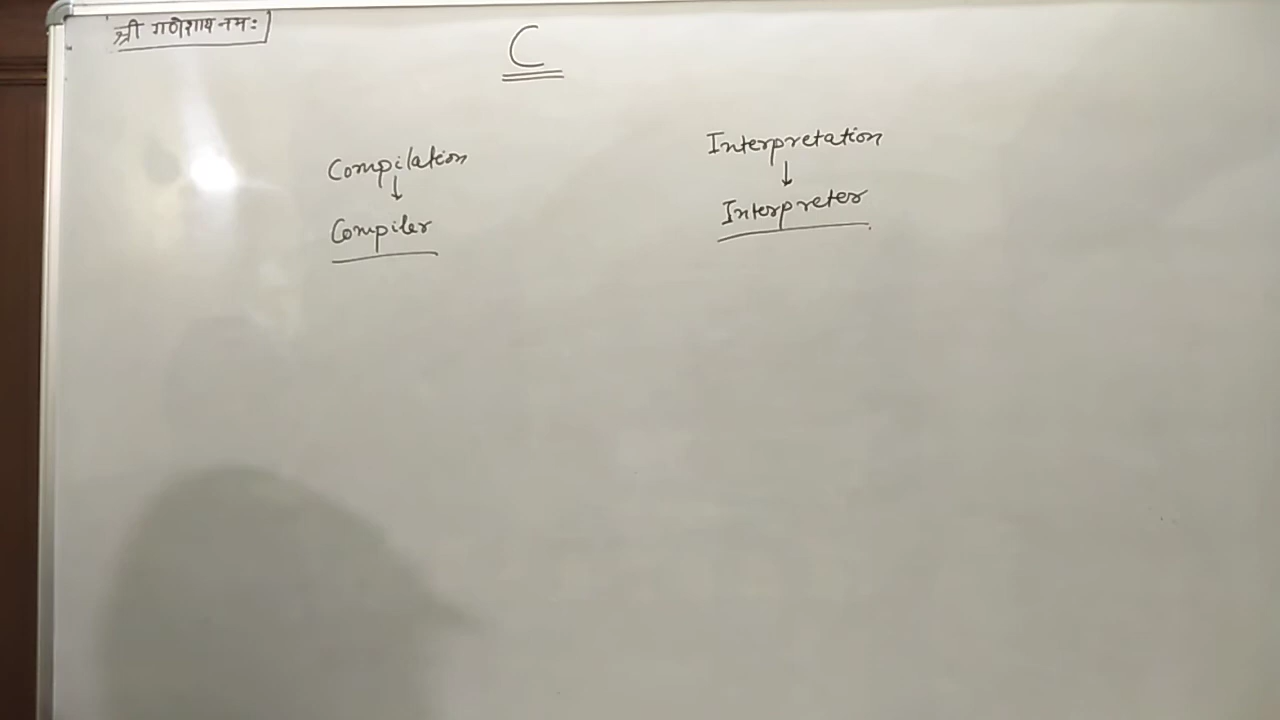 श्री गणेशाय नमः
C
Compilation
↓
Compiler
Interpretation
↓
Interpreter